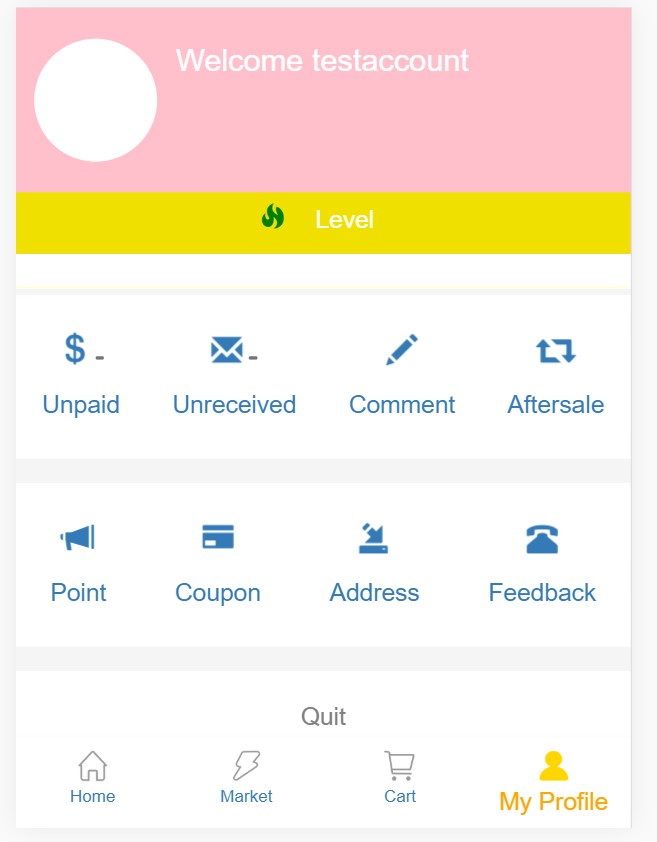 Welcome testaccount
Level
$ - -
Unpaid Unreceived Comment Aftersale
Point Coupon Address Feedback
Quit
Home Market Cart My Profile